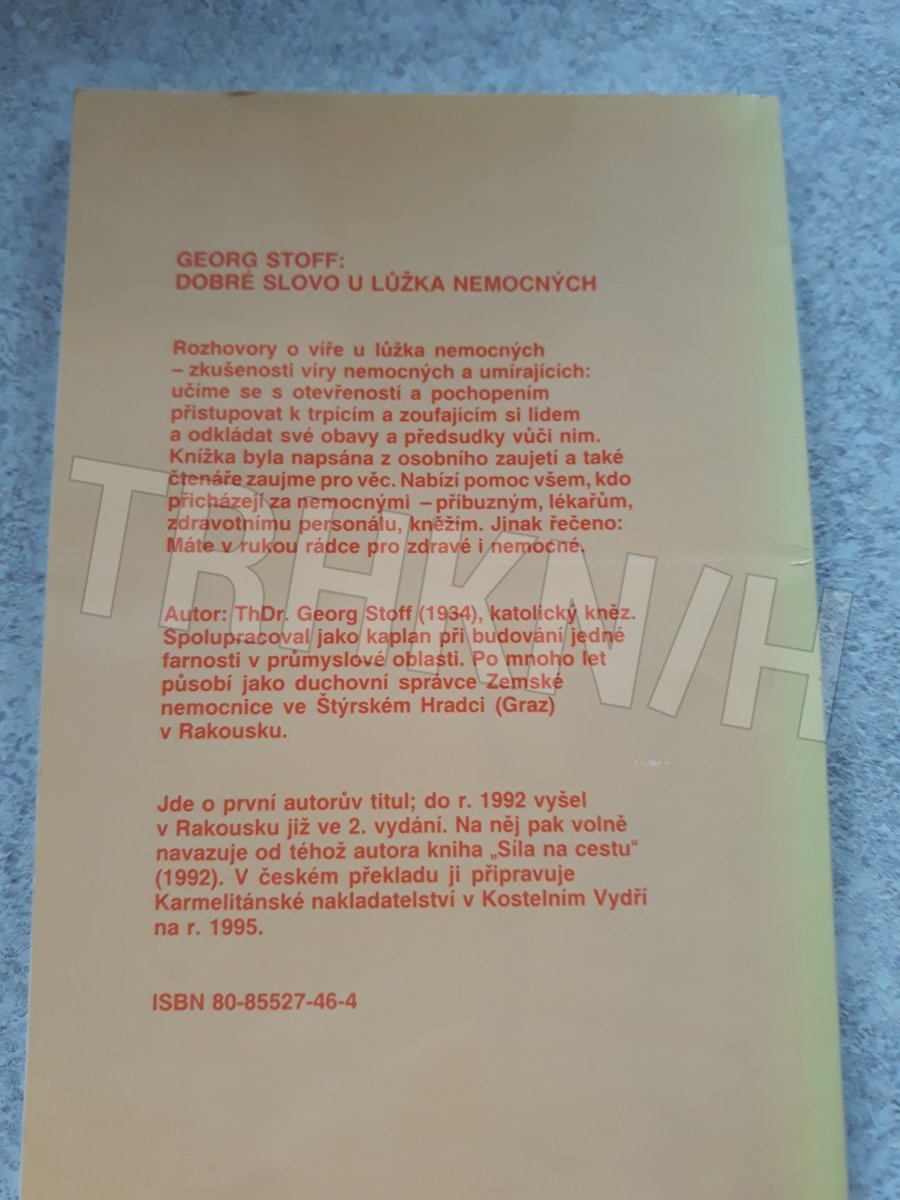 GEORG STOFF:
DOBRÉ SLOVO U LŮŽKA NEMOCNÝCH
Rozhovory o víře u lůžka nemocných
– zkušenosti víry nemocných a umírajících:
učíme se s otevřeností a pochopením
přistupovat k trpícím a zoufajícím si lidem
a odkládat své obavy a předsudky vůči nim.
Knížka byla napsána z osobního zaujetí a také
čtenáře zaujme pro věc. Nabízí pomoc všem, kdo
přicházejí za nemocnými – příbuzným, lékařům,
zdravotnímu personálu, kněžím. Jinak řečeno:
Máte v rukou rádce pro zdravé i nemocné.
Autor: ThDr. Georg Stoff (1934), katolický kněz.
Spolupracoval jako kaplan při budování jedné
farnosti v průmyslové oblasti. Po mnoho let
působí jako duchovní správce Zemské
nemocnice ve Štýrském Hradci (Graz)
v Rakousku.
Jde o první autorův titul; do r. 1992 vyšel
v Rakousku již ve 2. vydání. Na něj pak volně
navazuje od téhož autora kniha „Síla na cestu“
(1992). V českém překladu ji připravuje
Karmelitánské nakladatelství v Kostelním Vydří
na r. 1995.
ISBN 80-85527-46-4
TRHKN/H